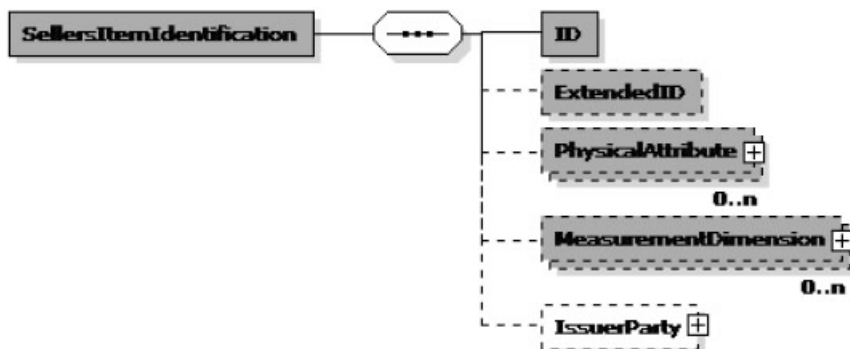 SellersItemIdentification
ID
ExtendedID
PhysicalAttribute
0..n
MeasurementDimension
0..n
IssuerParty